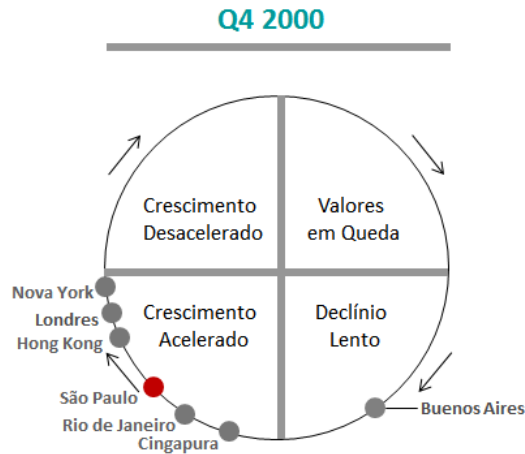 Q4 2000
Crescimento
Desacelerado
Valores
em Queda
Nova York
Londres
Hong Kong
Crescimento
Acelerado
Declínio
Lento
São Paulo
Rio de Janeiro
Cingapura
Buenos Aires